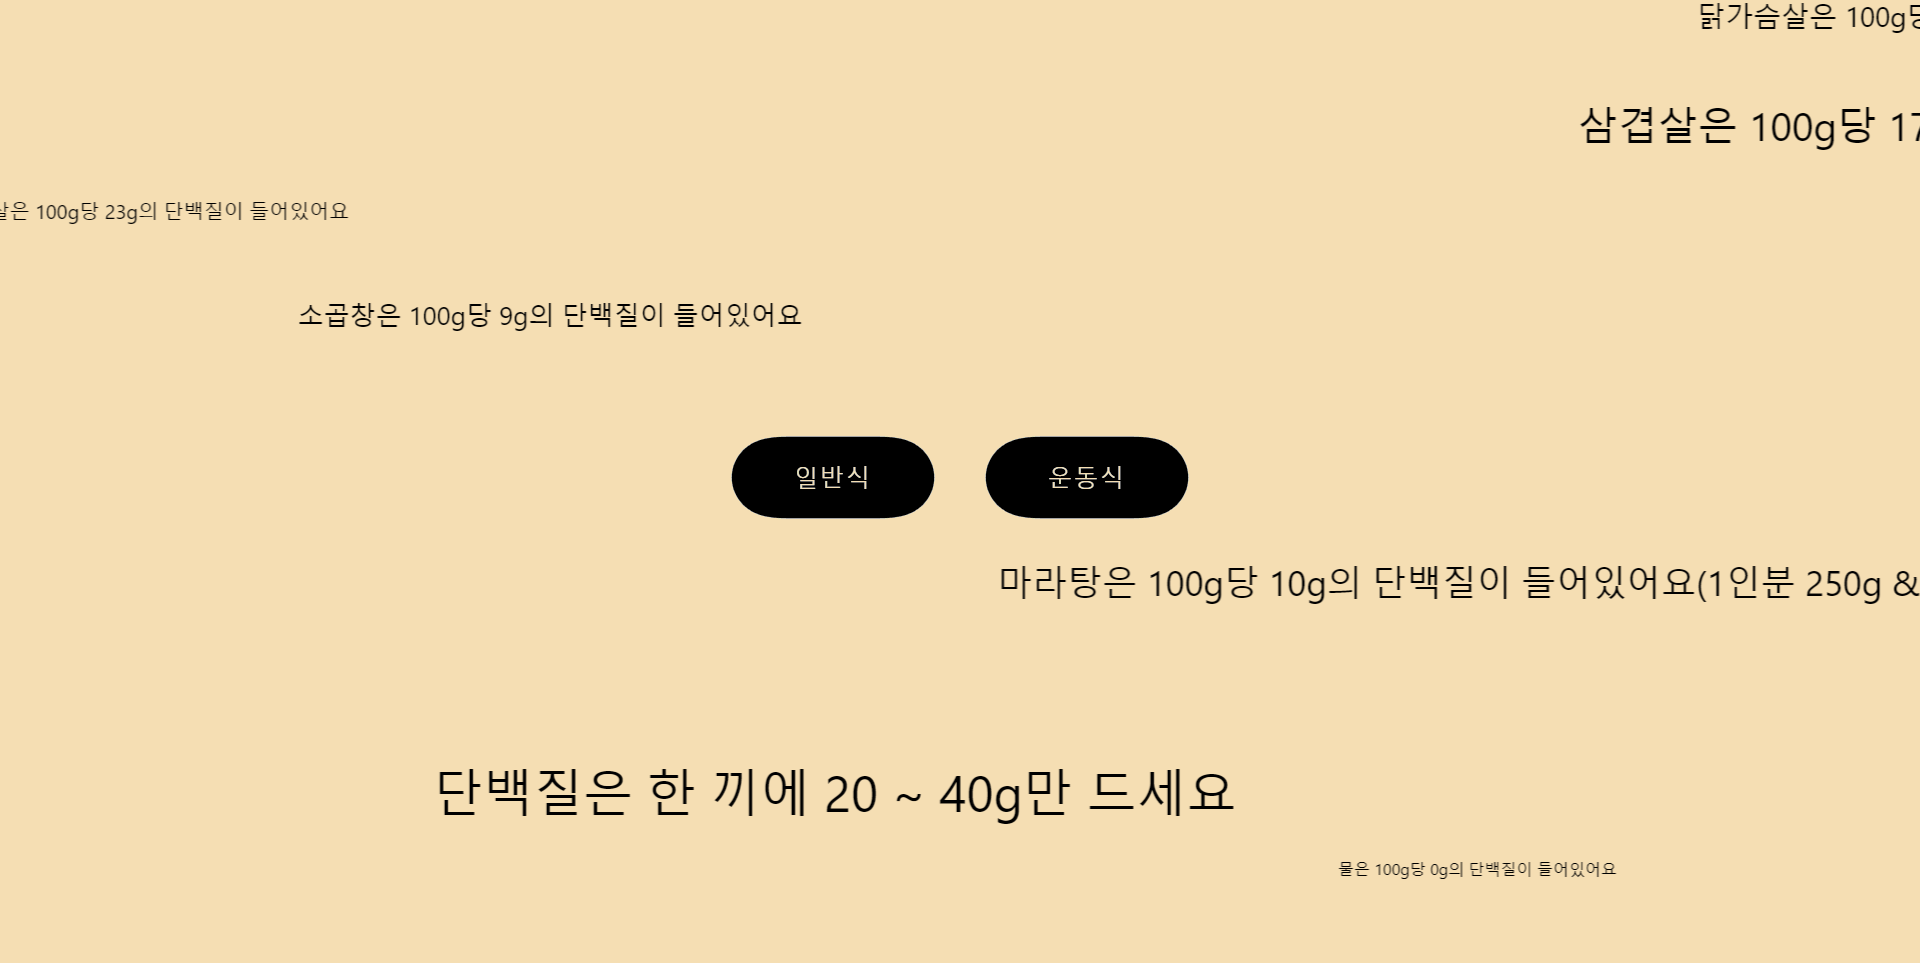 닭가슴살은 100g당
삼겹살은 100g당 17
살은 100g당 23g의 단백질이 들어있어요
소곱창은 100g당 9g의 단백질이 들어있어요
일반식
운동식
마라탕은 100g당 10g의 단백질이 들어있어요(1인분 250g &
단백질은 한 끼에 20 ~ 40g만 드세요
물은 100g당 0g의 단백질이 들어있어요